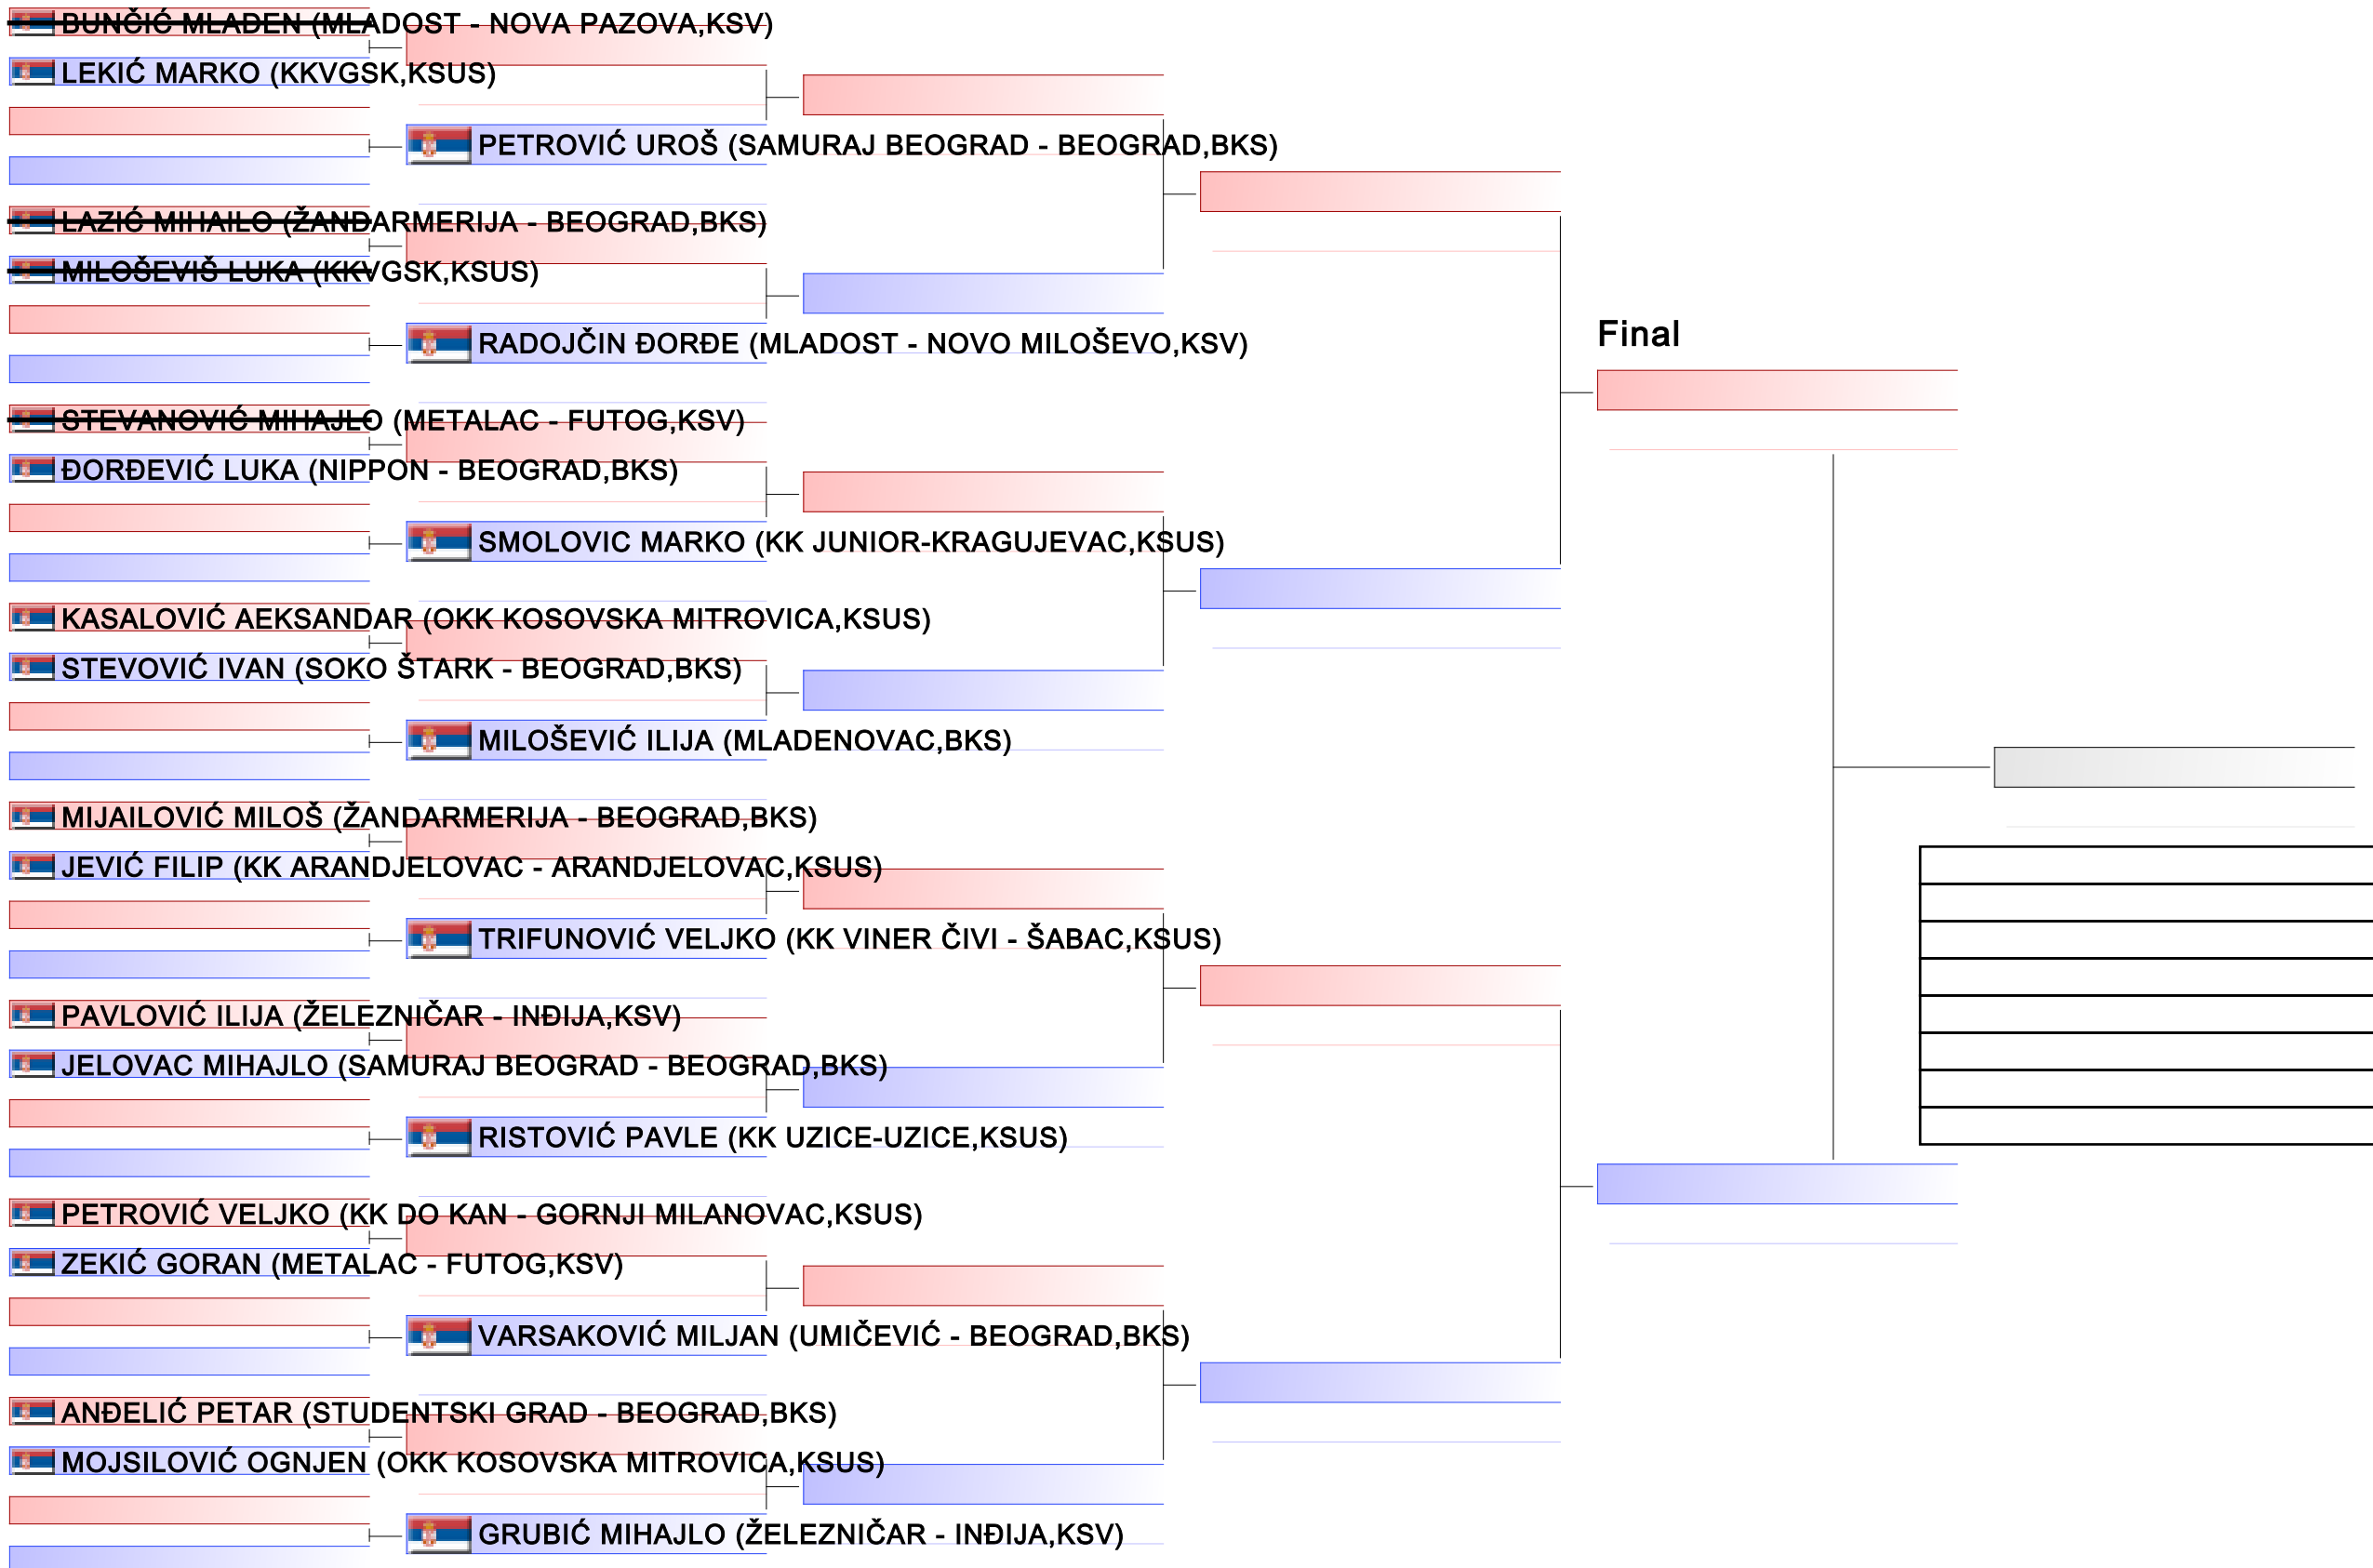 BUNČIĆ MLADEN (MLADOST - NOVA PAZOVA,KSV)
LEKIĆ MARKO (KKVGSK,KSUS)
PETROVIĆ UROŠ (SAMURAJ BEOGRAD - BEOGRAD,BKS)
LAZIĆ MIHAILO (ŽANDARMERIJA - BEOGRAD,BKS)
MILOŠEVIŠ LUKA (KKVGSK,KSUS)
RADOJČIN ĐORĐE (MLADOST - NOVO MILOŠEVO,KSV)
Final
STEVANOVIĆ MIHAJLO (METALAC - FUTOG,KSV)
ĐORĐEVIĆ LUKA (NIPPON - BEOGRAD,BKS)
SMOLOVIC MARKO (KK JUNIOR-KRAGUJEVAC,KSUS)
KASALOVIĆ AEKSANDAR (OKK KOSOVSKA MITROVICA,KSUS)
STEVOVIĆ IVAN (SOKO ŠTARK - BEOGRAD,BKS)
MILOŠEVIĆ ILIJA (MLADENOVAC,BKS)
MIJAILOVIĆ MILOŠ (ŽANDARMERIJA - BEOGRAD,BKS)
JEVIĆ FILIP (KK ARANDJELOVAC - ARANDJELOVAC,KSUS)
TRIFUNOVIĆ VELJKO (KK VINER ČIVI - ŠABAC,KSUS)
PAVLOVIĆ ILIJA (ŽELEZNIČAR - INĐIJA,KSV)
JELOVAC MIHAJLO (SAMURAJ BEOGRAD - BEOGRAD,BKS)
RISTOVIĆ PAVLE (KK UZICE-UZICE,KSUS)
PETROVIĆ VELJKO (KK DO KAN - GORNJI MILANOVAC,KSUS)
ZEKIĆ GORAN (METALAC - FUTOG,KSV)
VARSAKOVIĆ MILJAN (UMIČEVIĆ - BEOGRAD,BKS)
ANĐELIĆ PETAR (STUDENTSKI GRAD - BEOGRAD,BKS)
MOJSILOVIĆ OGNJEN (OKK KOSOVSKA MITROVICA,KSUS)
GRUBIĆ MIHAJLO (ŽELEZNIČAR - INĐIJA,KSV)